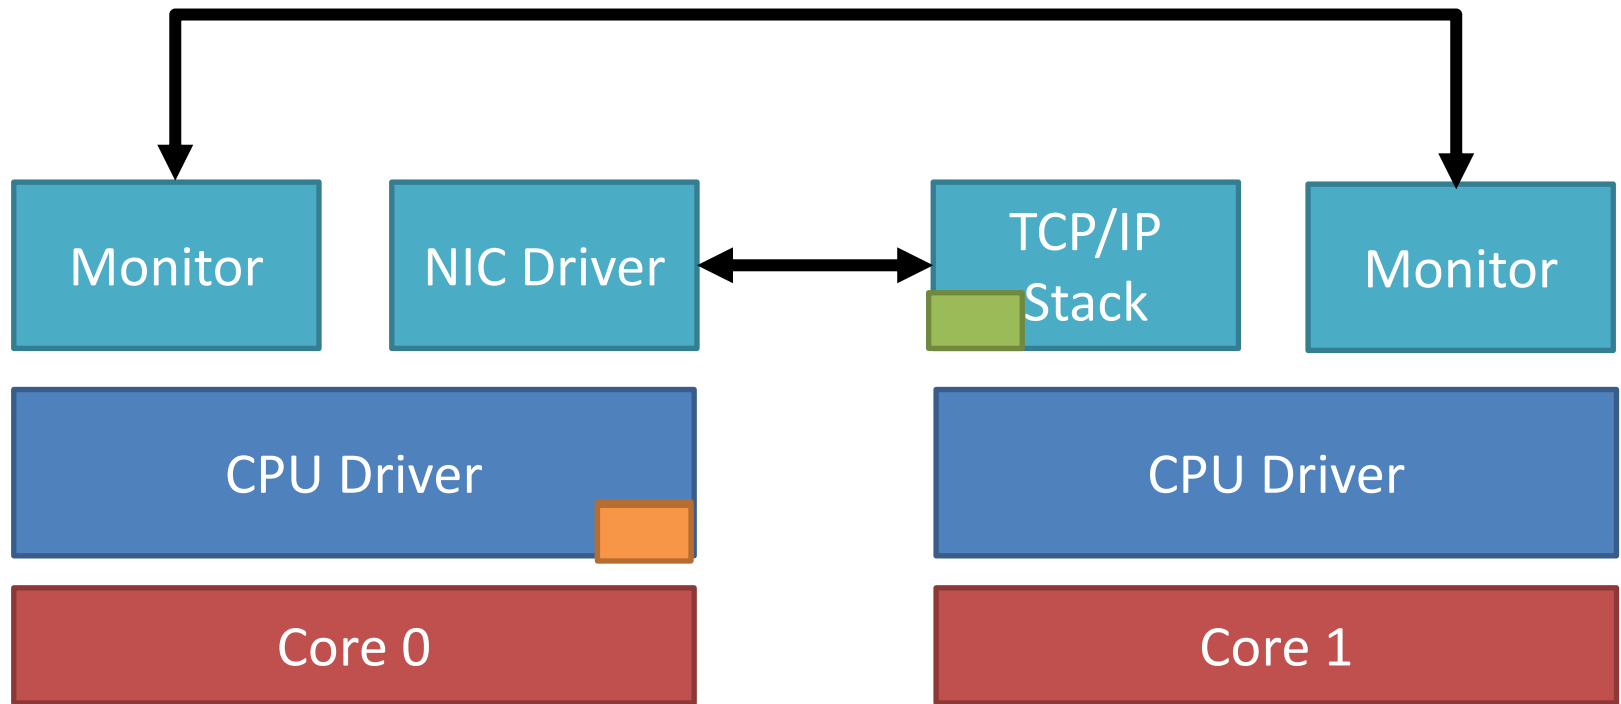 Monitor
NIC Driver
TCP/IP
Stack
Monitor
CPU Driver
CPU Driver
Core 0
Core 1